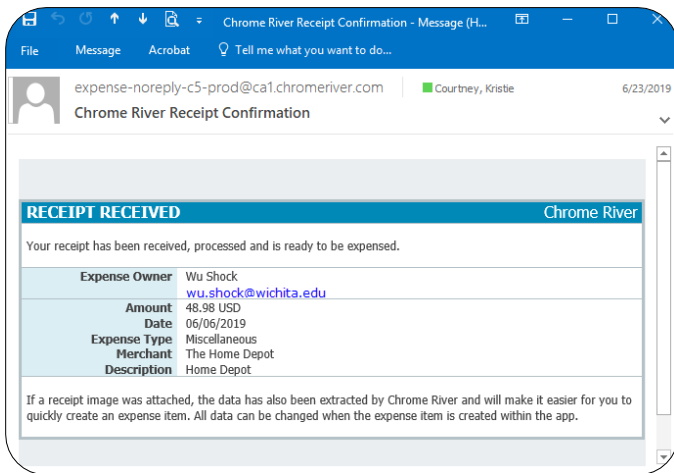 Chrome River Receipt Confirmation - Message (H...
File Message Acrobat Tell me what you want to do...
expense-noreply-c5-prod@ca1.chromeriver.com Courtney, Kristie 6/23/2019
Chrome River Receipt Confirmation
RECEIPT RECEIVED Chrome River
Your receipt has been received, processed and is ready to be expensed.
Expense Owner Wu Shock
wu.shock@wichita.edu
Amount 48.98 USD
Date 06/06/2019
Expense Type Miscellaneous
Merchant The Home Depot
Description Home Depot
If a receipt image was attached, the data has also been extracted by Chrome River and will make it easier for you to
quickly create an expense item. All data can be changed when the expense item is created within the app.